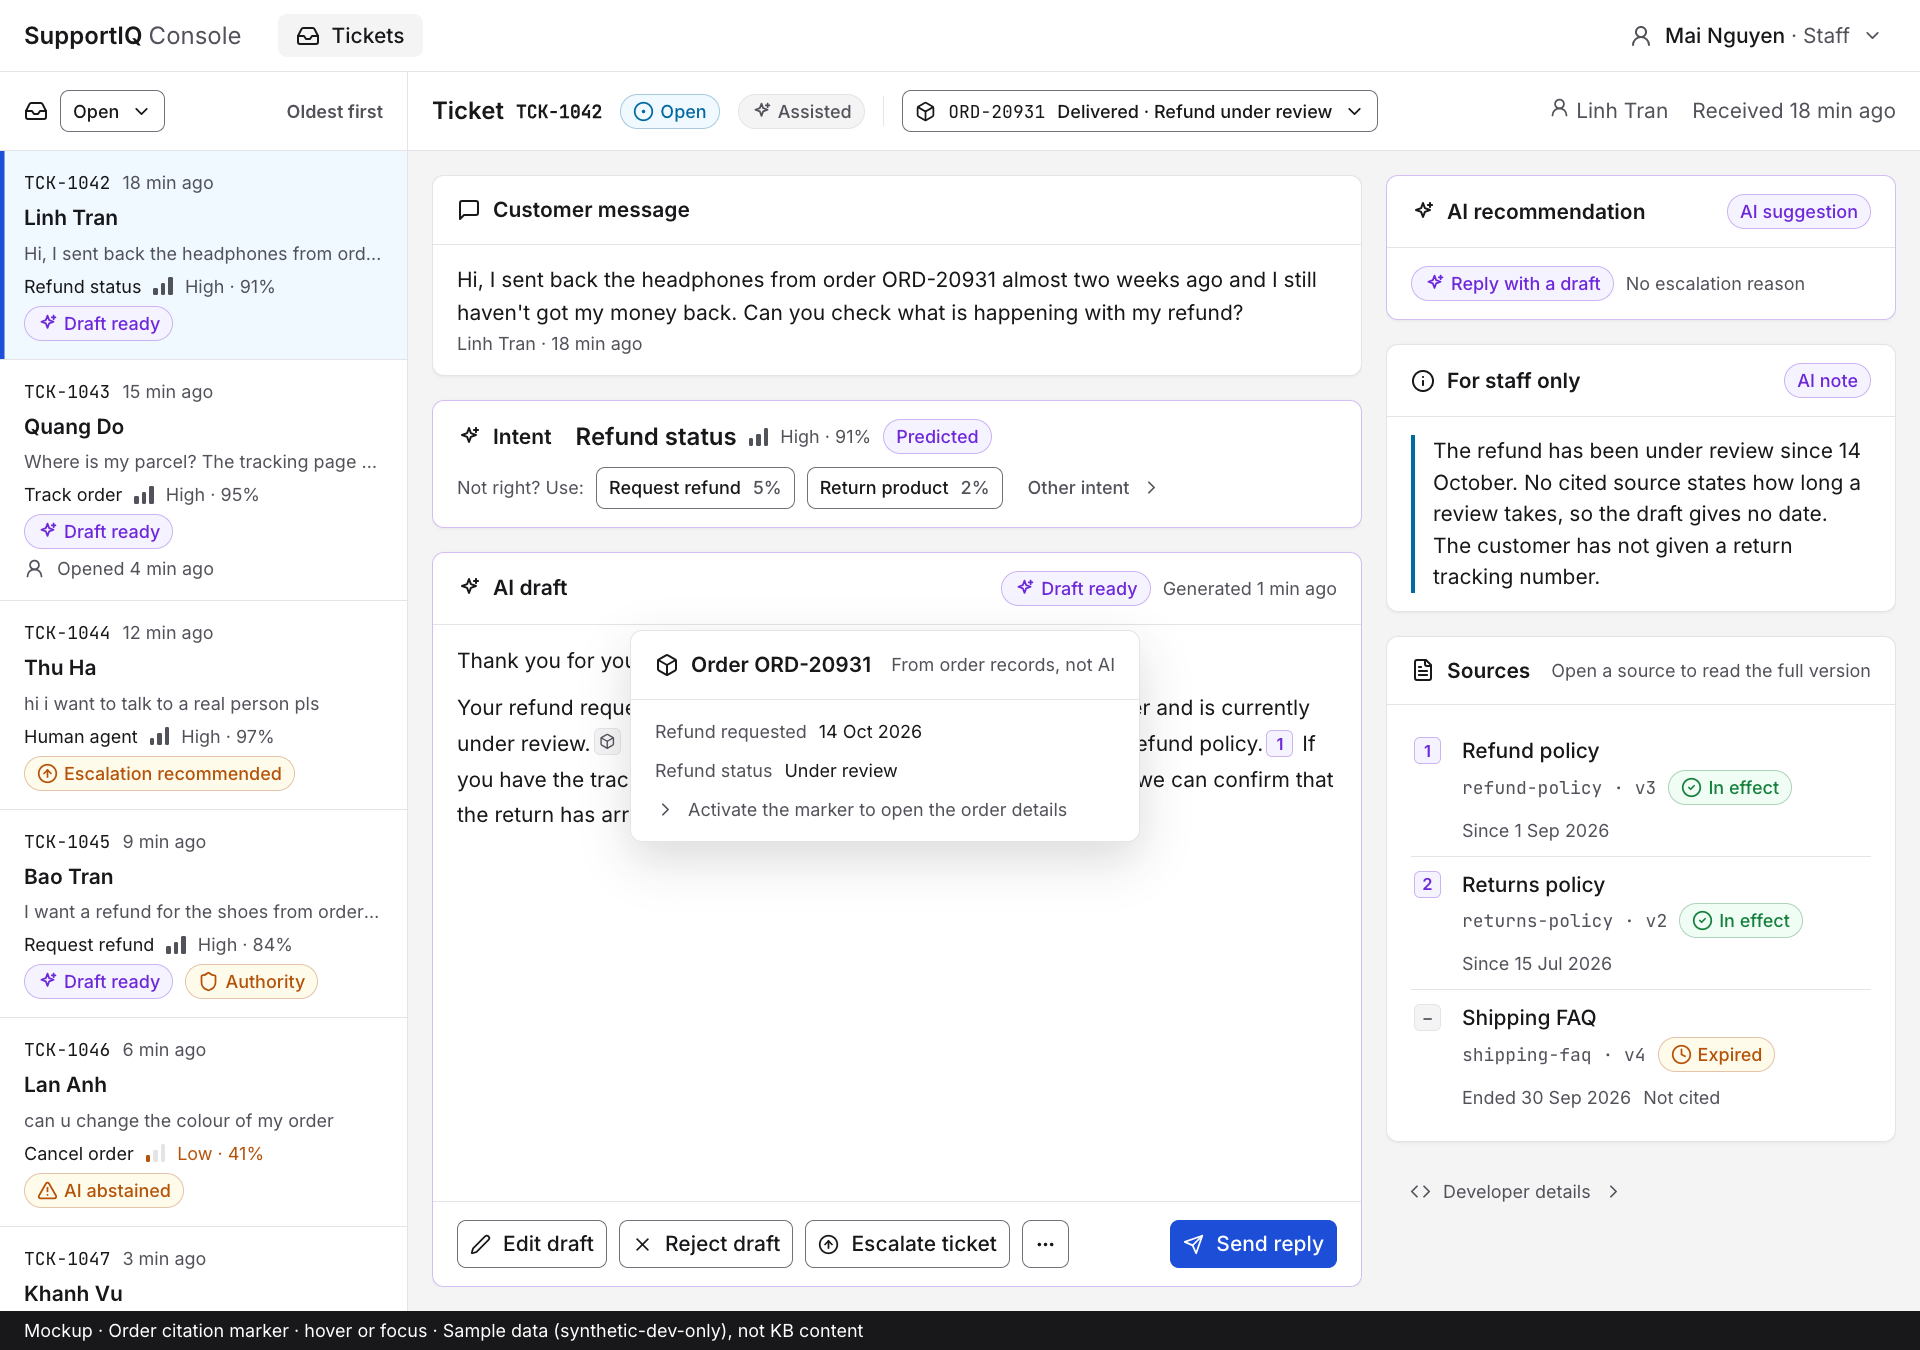 SupportIQ Console
Tickets
Mai Nguyen · Staff
Open
Oldest first
TCK-1042 18 min ago
Linh Tran
Hi, I sent back the headphones from ord...
Refund status High · 91%
Draft ready
TCK-1043 15 min ago
Quang Do
Where is my parcel? The tracking page ...
Track order High · 95%
Draft ready
Opened 4 min ago
TCK-1044 12 min ago
Thu Ha
hi i want to talk to a real person pls
Human agent High · 97%
Escalation recommended
TCK-1045 9 min ago
Bao Tran
I want a refund for the shoes from order...
Request refund High · 84%
Draft ready Authority
TCK-1046 6 min ago
Lan Anh
can u change the colour of my order
Cancel order Low · 41%
AI abstained
TCK-1047 3 min ago
Khanh Vu
Ticket TCK-1042 Open Assisted ORD-20931 Delivered · Refund under review
Linh Tran Received 18 min ago
Customer message
Hi, I sent back the headphones from order ORD-20931 almost two weeks ago and I still
haven't got my money back. Can you check what is happening with my refund?
Linh Tran · 18 min ago
Intent Refund status High · 91% Predicted
Not right? Use: Request refund 5% Return product 2% Other intent
AI draft Draft ready Generated 1 min ago
Thank you for you
Your refund reque er and is currently
under review. efund policy. 1 If
you have the trac we can confirm that
the return has arr
Order ORD-20931 From order records, not AI
Refund requested 14 Oct 2026
Refund status Under review
Activate the marker to open the order details
Edit draft Reject draft Escalate ticket ... Send reply
AI recommendation AI suggestion
Reply with a draft No escalation reason
For staff only AI note
The refund has been under review since 14
October. No cited source states how long a
review takes, so the draft gives no date.
The customer has not given a return
tracking number.
Sources Open a source to read the full version
1 Refund policy
refund-policy · v3 In effect
Since 1 Sep 2026
2 Returns policy
returns-policy · v2 In effect
Since 15 Jul 2026
– Shipping FAQ
shipping-faq · v4 Expired
Ended 30 Sep 2026 Not cited
Developer details
Mockup · Order citation marker · hover or focus · Sample data (synthetic-dev-only), not KB content